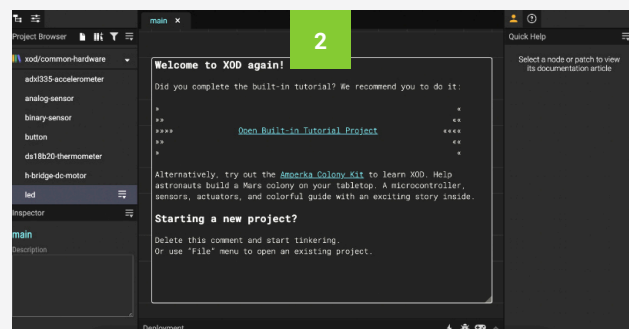 main ×
2
Project Browser
Quick Help
xod/common-hardware
adxl335-accelerometer
analog-sensor
binary-sensor
button
ds18b20-thermometer
h-bridge-dc-motor
led
Inspector
main
Description
Welcome to XOD again!
Did you complete the built-in tutorial? We recommend you to do it:
» «
»» ««
»»»» Open Built-in Tutorial Project ««««
»» ««
» «
Alternatively, try out the Amperka Colony Kit to learn XOD. Help
astronauts build a Mars colony on your tabletop. A microcontroller,
sensors, actuators, and colorful guide with an exciting story inside.
Starting a new project?
Delete this comment and start tinkering.
Or use "File" menu to open an existing project.
Select a node or patch to view
its documentation article
Deployment